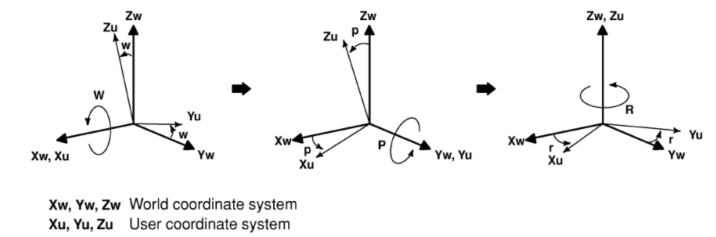 Zw
Zu
w
W
Yu
w
Xw, Xu
Yw
Zw
Zu
p
Xw
p
Xu
P
Yw, Yu
Zw, Zu
R
Xw
r
Xu
r
Yu
Yw
Xw, Yw, Zw World coordinate system
Xu, Yu, Zu User coordinate system